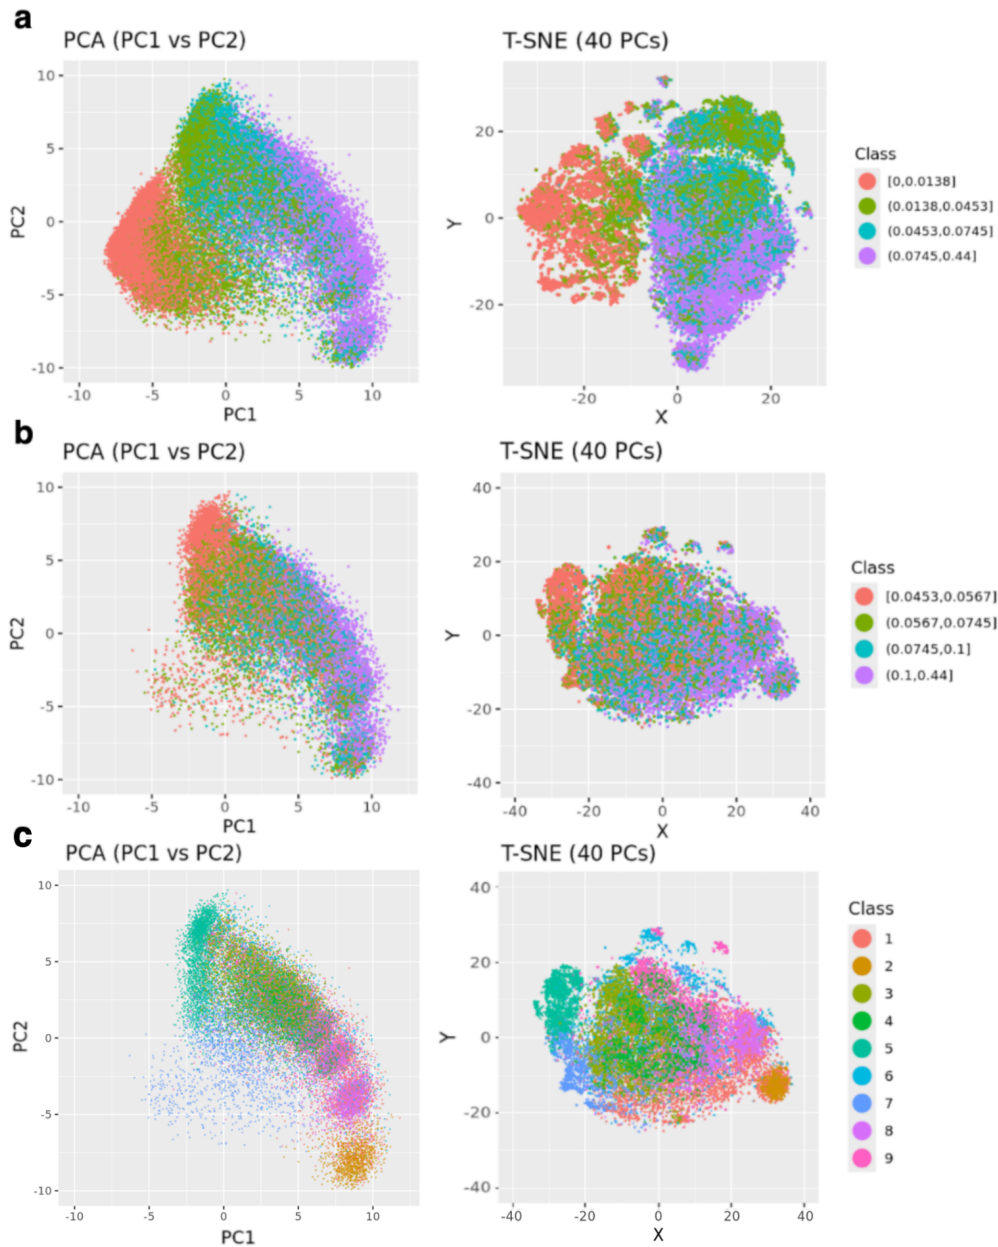 a
PCA (PC1 vs PC2)
T-SNE (40 PCs)
10
5
0
-5
-10
PC2
-10 -5 0 5 10
PC1
20
0
-20
Y
-20 0 20
X
Class
[0,0.0138]
(0.0138,0.0453]
(0.0453,0.0745]
(0.0745,0.44]
b
PCA (PC1 vs PC2)
T-SNE (40 PCs)
10
5
0
-5
-10
PC2
-10 -5 0 5 10
PC1
40
20
0
-20
-40
Y
-40 -20 0 20 40
X
Class
[0.0453,0.0567]
(0.0567,0.0745]
(0.0745,0.1]
(0.1,0.44]
c
PCA (PC1 vs PC2)
T-SNE (40 PCs)
10
5
0
-5
-10
PC2
-10 -5 0 5 10
PC1
40
20
0
-20
-40
Y
-40 -20 0 20 40
X
Class
1
2
3
4
5
6
7
8
9